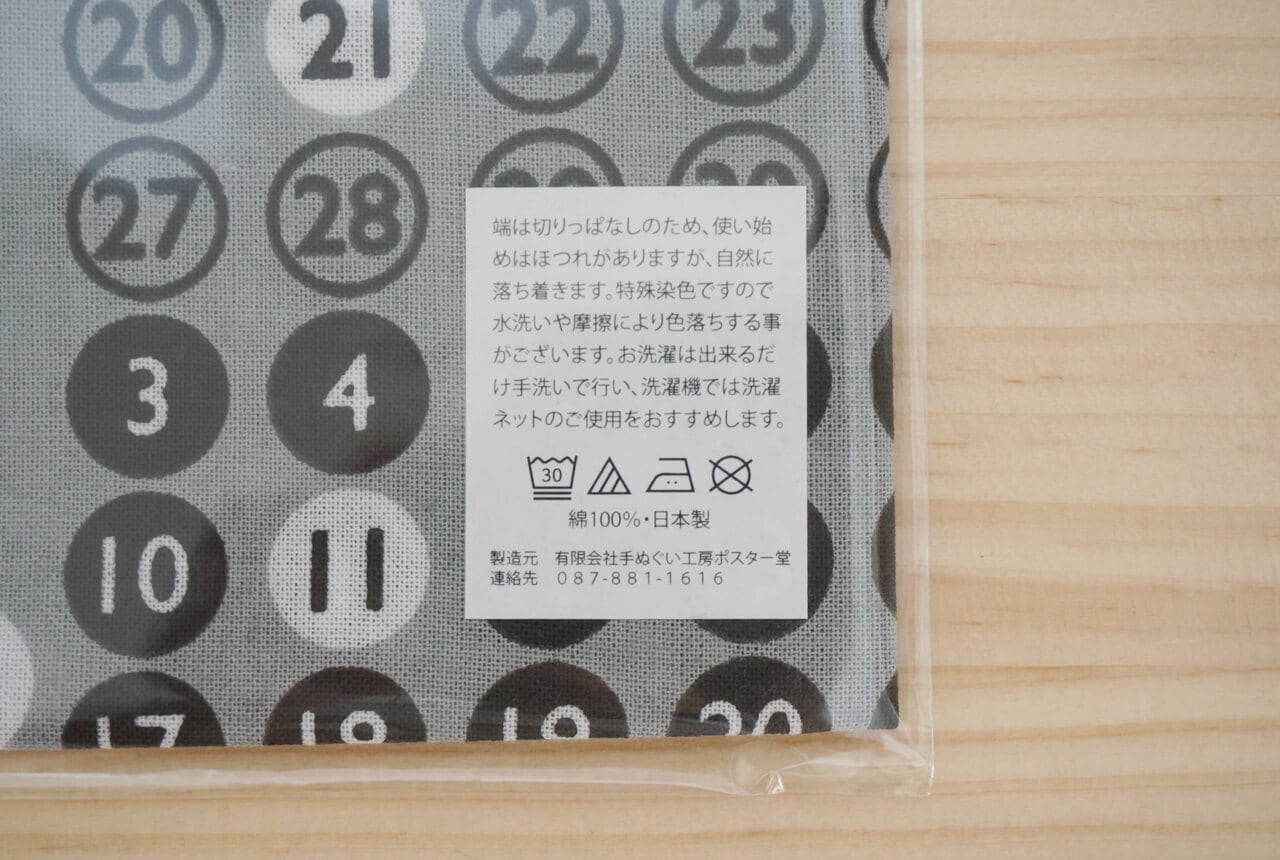 20 21 22 23
27 28 29 30
端は切りっぱなしのため、使い始
めはほつれがありますが、自然に
落ち着きます。特殊染色ですので
水洗いや摩擦により色落ちする事
がございます。お洗濯は出来るだ
け手洗いで行い、洗濯機では洗濯
ネットのご使用をおすすめします。
3 4
30
綿100%・日本製
10 11
製造元 有限会社手ぬぐい工房ポスター堂
連絡先 087-881-1616
17 18 19 20